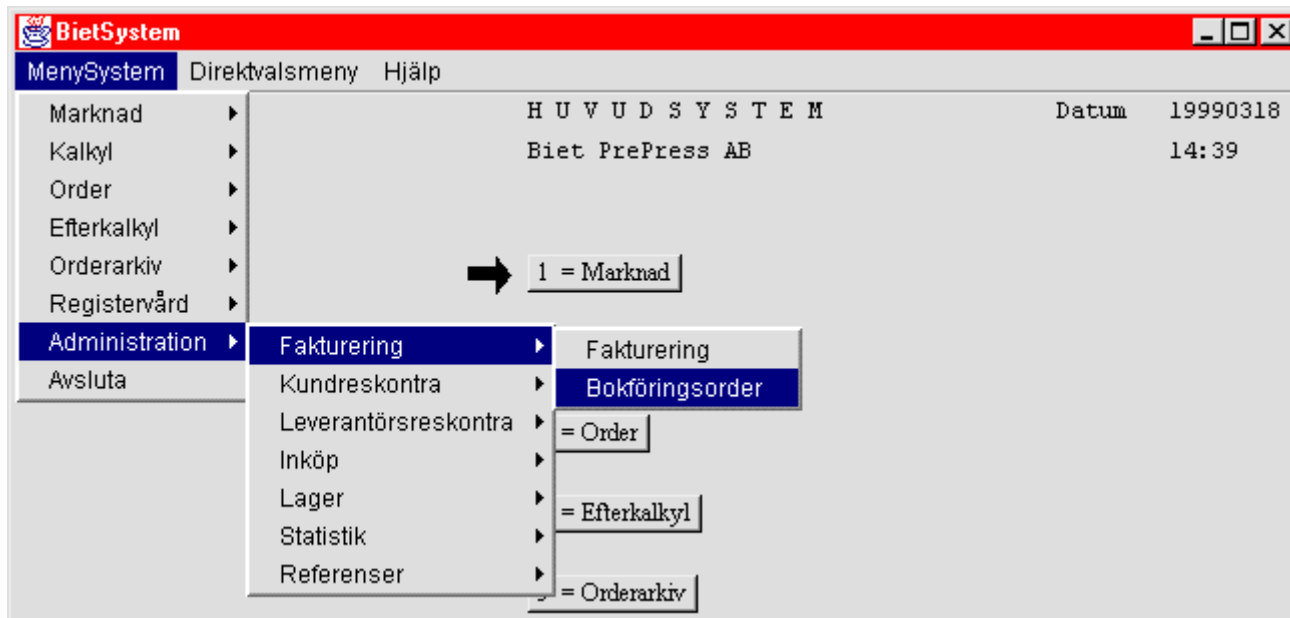 BietSystem
MenySystem Direktvalsmeny Hjälp
H U V U D S Y S T E M Datum 19990318
Biet PrePress AB 14:39
Marknad
Kalkyl
Order
Efterkalkyl
Orderarkiv
Registervård
Administration
Avsluta
1 = Marknad
Fakturering
Kundreskontra
Leverantörsreskontra
Inköp
Lager
Statistik
Referenser
Fakturering
Bokföringsorder
= Order
= Efterkalkyl
= Orderarkiv